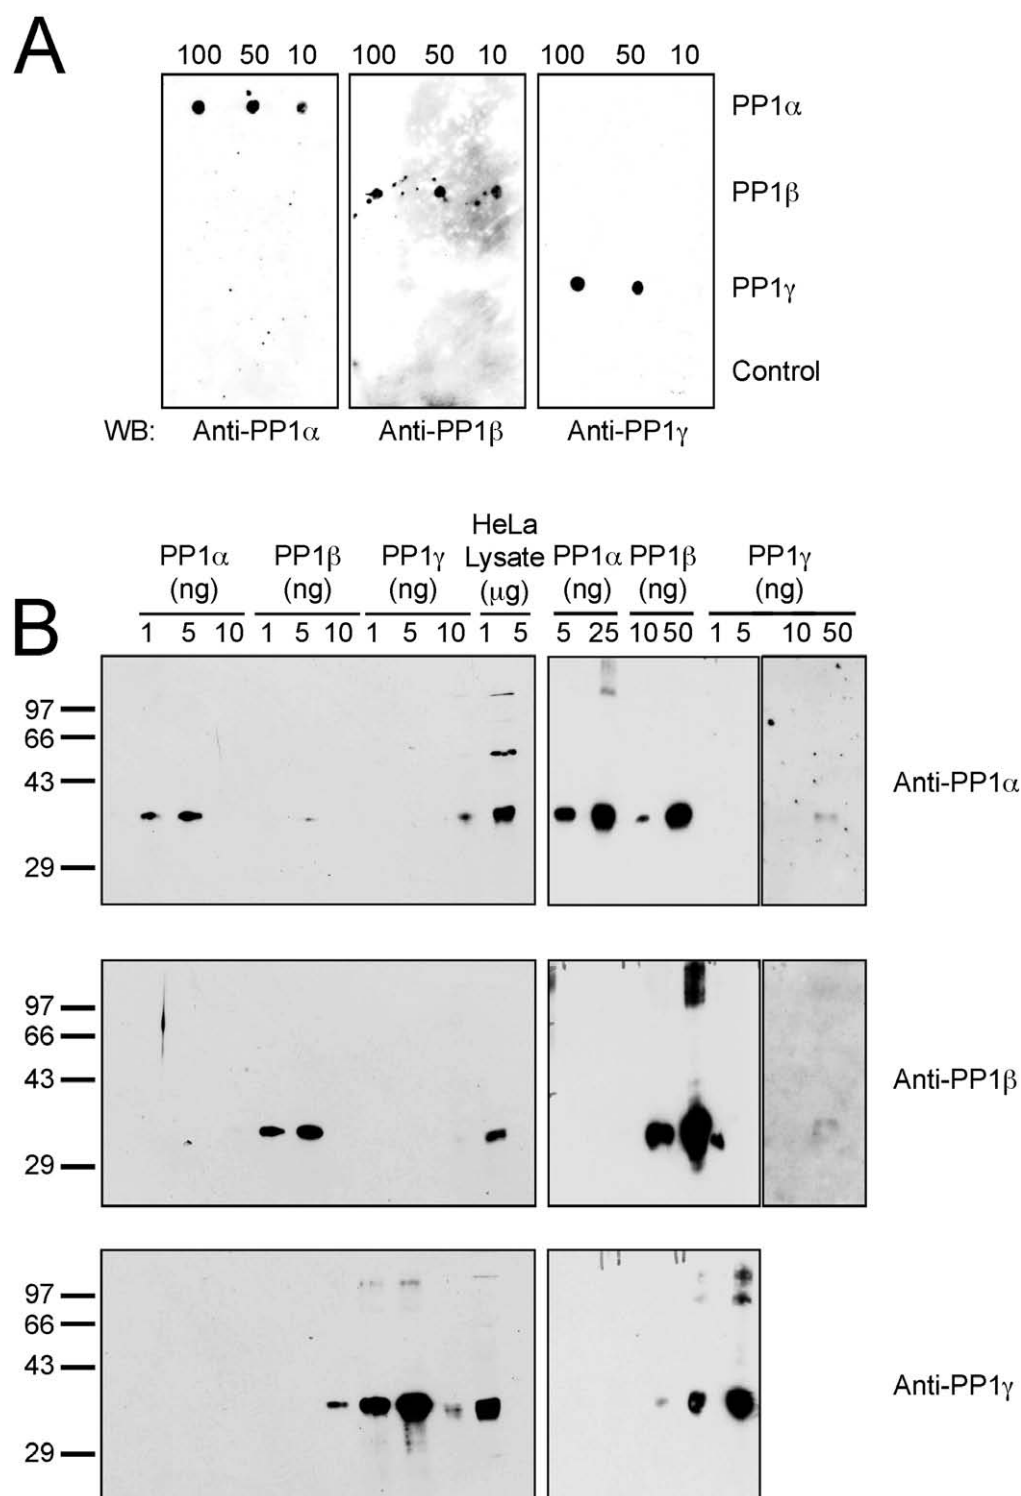 A
100 50 10 100 50 10 100 50 10
PP1α
PP1β
PP1γ
Control
WB: Anti-PP1α Anti-PP1β Anti-PP1γ
B
HeLa
PP1α PP1β PP1γ Lysate PP1α PP1β PP1γ
(ng) (ng) (ng) (μg) (ng) (ng) (ng)
1 5 10 1 5 10 1 5 10 1 5 5 25 10 50 1 5 10 50
97
66
43
29
Anti-PP1α
97
66
43
29
Anti-PP1β
97
66
43
29
Anti-PP1γ